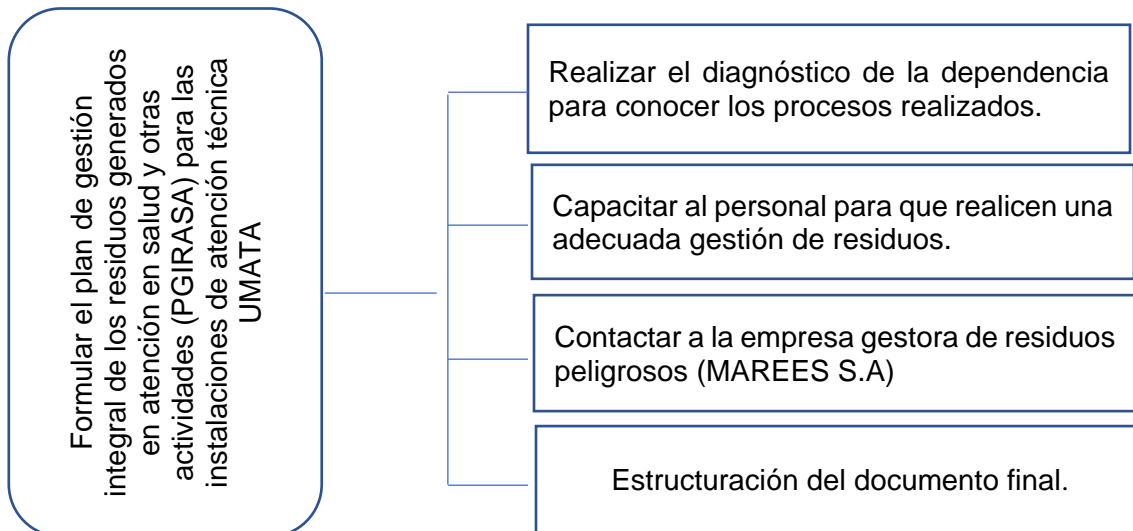 Formular el plan de gestión
integral de los residuos generados
en atención en salud y otras
actividades (PGIRASA) para las
instalaciones de atención técnica
UMATA
Realizar el diagnóstico de la dependencia
para conocer los procesos realizados.
Capacitar al personal para que realicen una
adecuada gestión de residuos.
Contactar a la empresa gestora de residuos
peligrosos (MAREES S.A)
Estructuración del documento final.